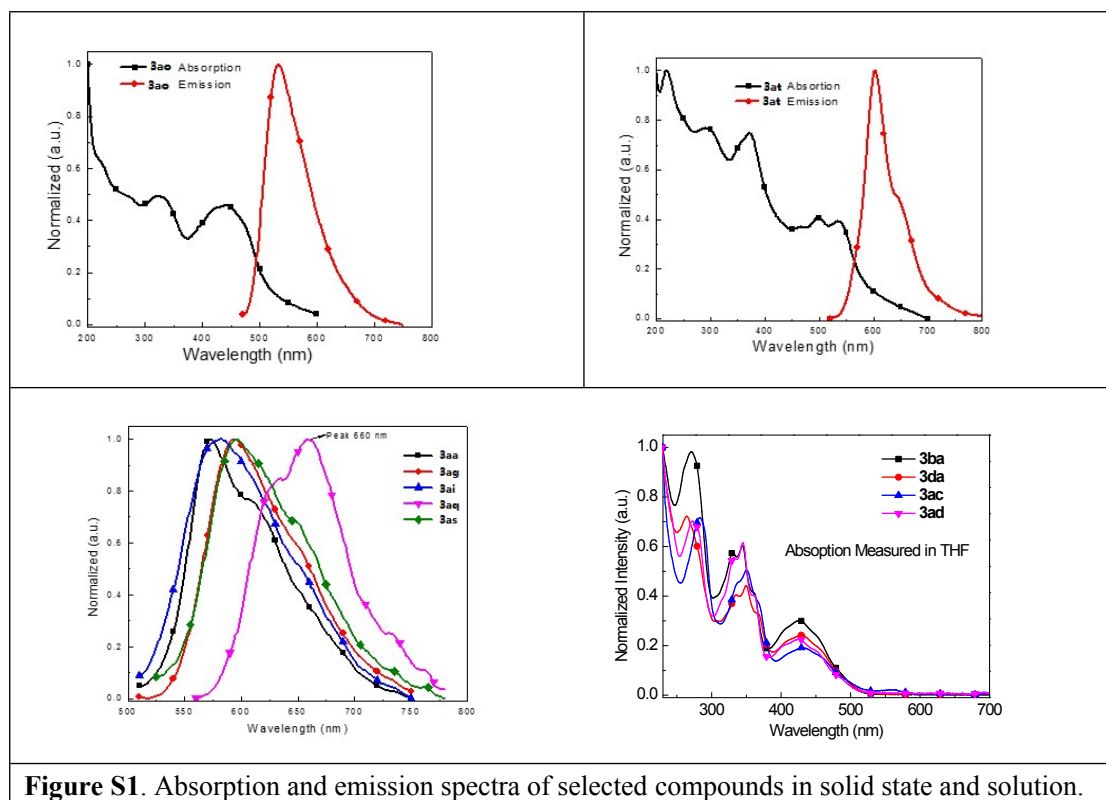 3ao Absorption
3ao Emission
Normalized (a.u.)
1.0
0.8
0.6
0.4
0.2
0.0
200 300 400 500 600 700 800
Wavelength (nm)
3at Absortion
3at Emission
Normalized (a.u.)
1.0
0.8
0.6
0.4
0.2
0.0
200 300 400 500 600 700 800
Wavelength (nm)
Peak 660 nm
3aa
3ag
3ai
3aq
3as
Normalized (a.u.)
1.0
0.8
0.6
0.4
0.2
0.0
500 550 600 650 700 750 800
Wavelength (nm)
3ba
3da
3ac
3ad
Absoption Measured in THF
Normalized Intensity (a.u.)
1.0
0.8
0.6
0.4
0.2
0.0
300 400 500 600 700
Wavelength (nm)
Figure S1. Absorption and emission spectra of selected compounds in solid state and solution.